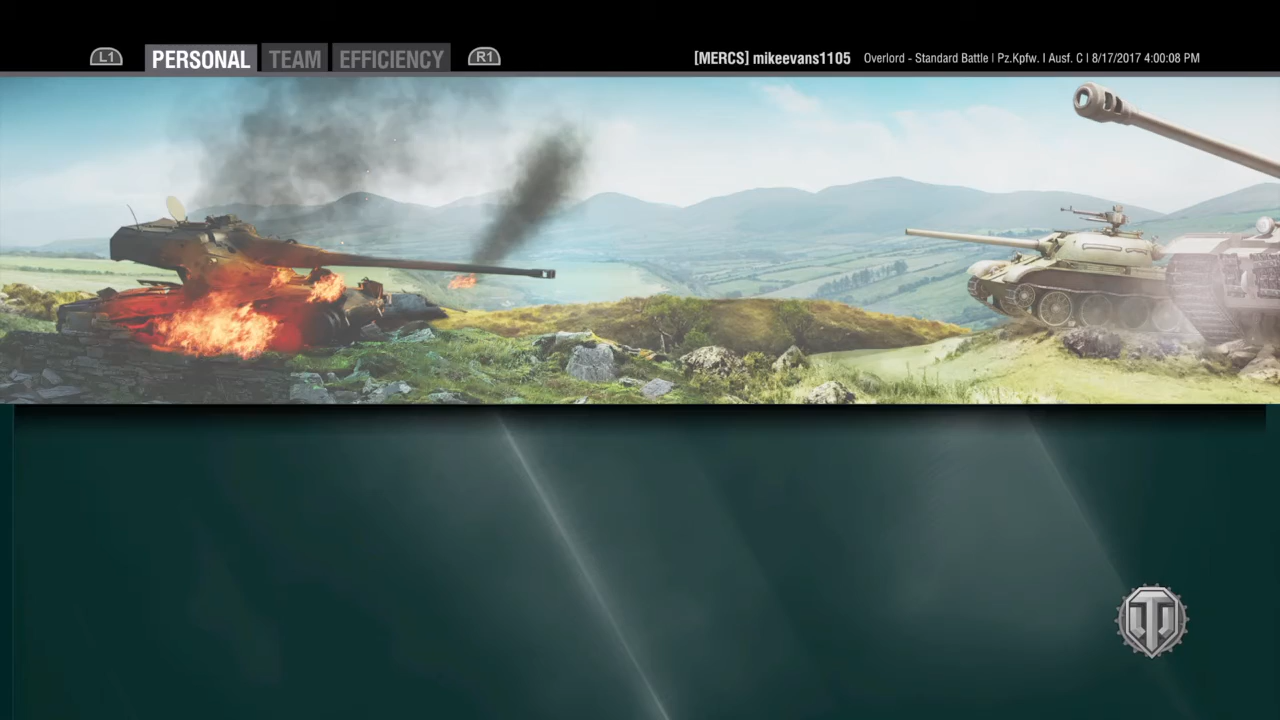 L1 PERSONAL TEAM EFFICIENCY R1 [MERCS] mikeevans1105 Overlord - Standard Battle | Pz.Kpfw. I Ausf. C | 8/17/2017 4:00:08 PM